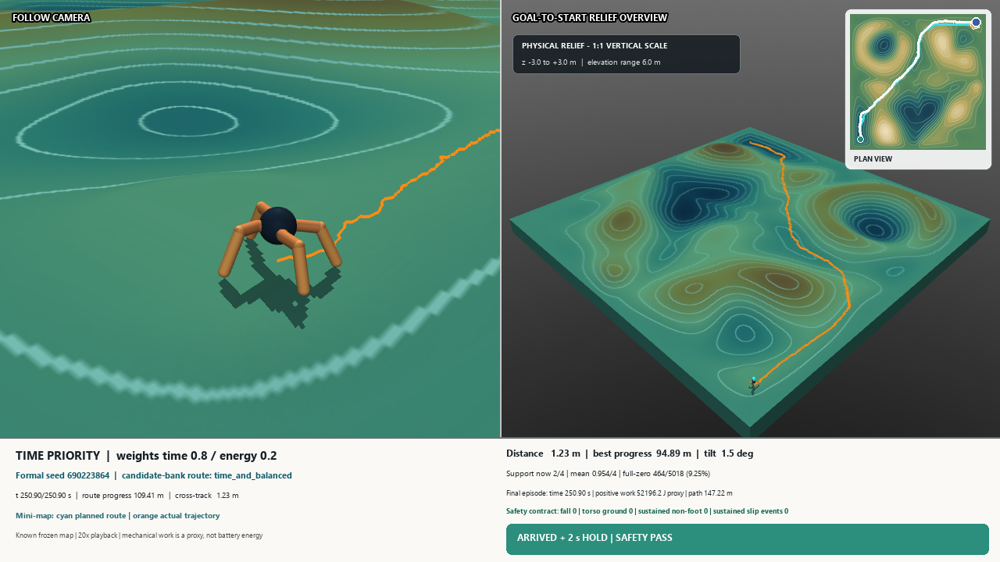 FOLLOW CAMERA
GOAL-TO-START RELIEF OVERVIEW
PHYSICAL RELIEF - 1:1 VERTICAL SCALE
z -3.0 to +3.0 m | elevation range 6.0 m
PLAN VIEW
TIME PRIORITY | weights time 0.8 / energy 0.2
Formal seed 690223864 | candidate-bank route: time_and_balanced
t 250.90/250.90 s | route progress 109.41 m | cross-track 1.23 m
Mini-map: cyan planned route | orange actual trajectory
Known frozen map | 20x playback | mechanical work is a proxy, not battery energy
Distance 1.23 m | best progress 94.89 m | tilt 1.5 deg
Support now 2/4 | mean 0.954/4 | full-zero 464/5018 (9.25%)
Final episode: time 250.90 s | positive work 52196.2 J proxy | path 147.22 m
Safety contract: fall 0 | torso ground 0 | sustained non-foot 0 | sustained slip events 0
ARRIVED + 2 s HOLD | SAFETY PASS